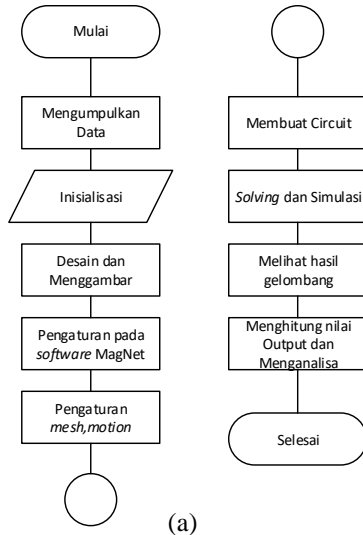 Mulai
Mengumpulkan
Data
Inisialisasi
Desain dan
Menggambar
Pengaturan pada
software MagNet
Pengaturan
mesh,motion
Membuat Circuit
Solving dan Simulasi
Melihat hasil
gelombang
Menghitung nilai
Output dan
Menganalisa
Selesai
(a)